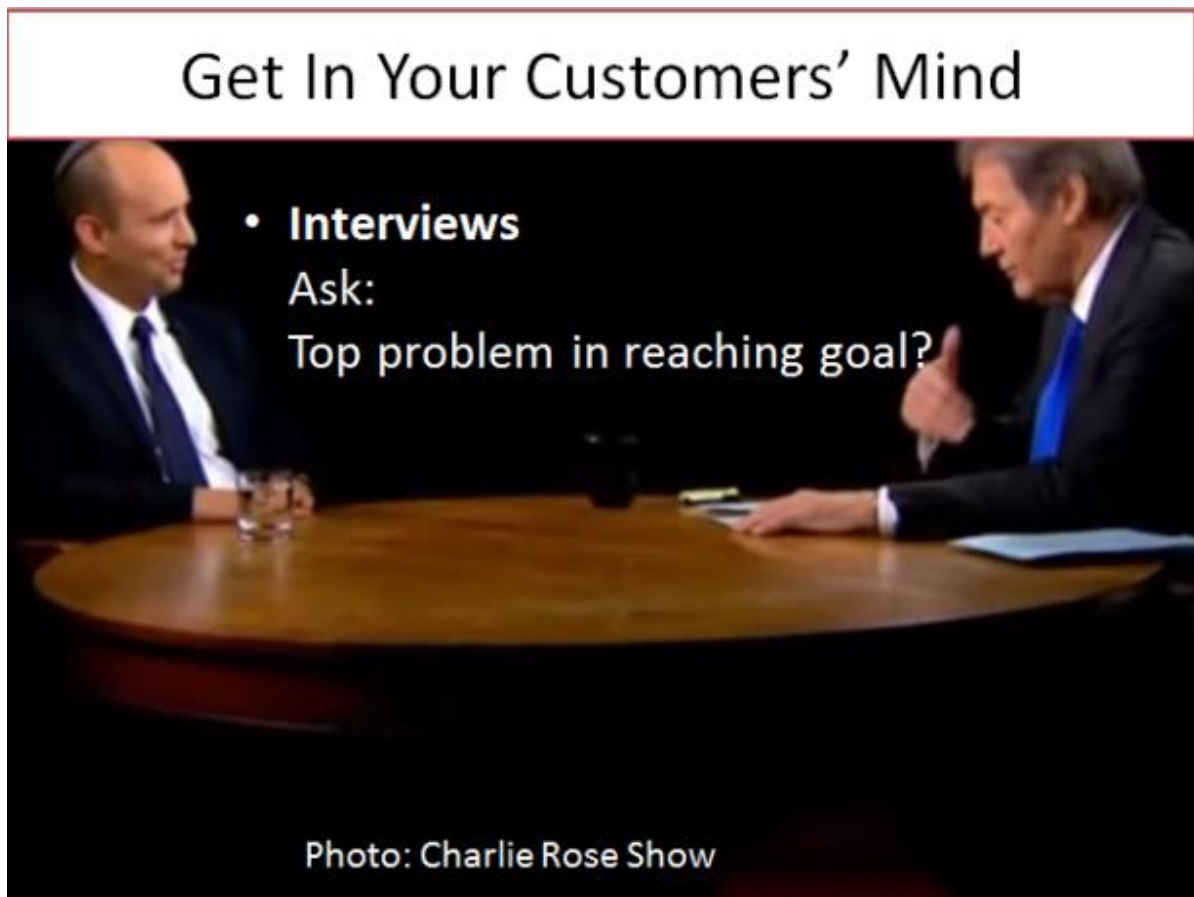 Get In Your Customers’ Mind
• Interviews
Ask:
Top problem in reaching goal?
Photo: Charlie Rose Show